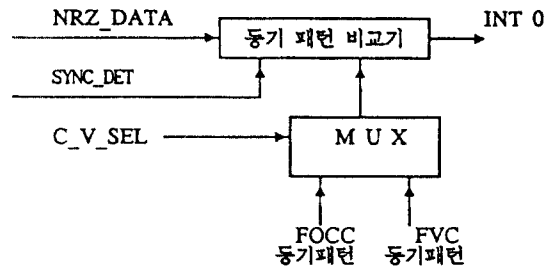 NRZ_DATA
동기 패턴 비교기
INT 0
SYNC_DET
C_V_SEL
M U X
FOCC
동기패턴
FVC
동기패턴